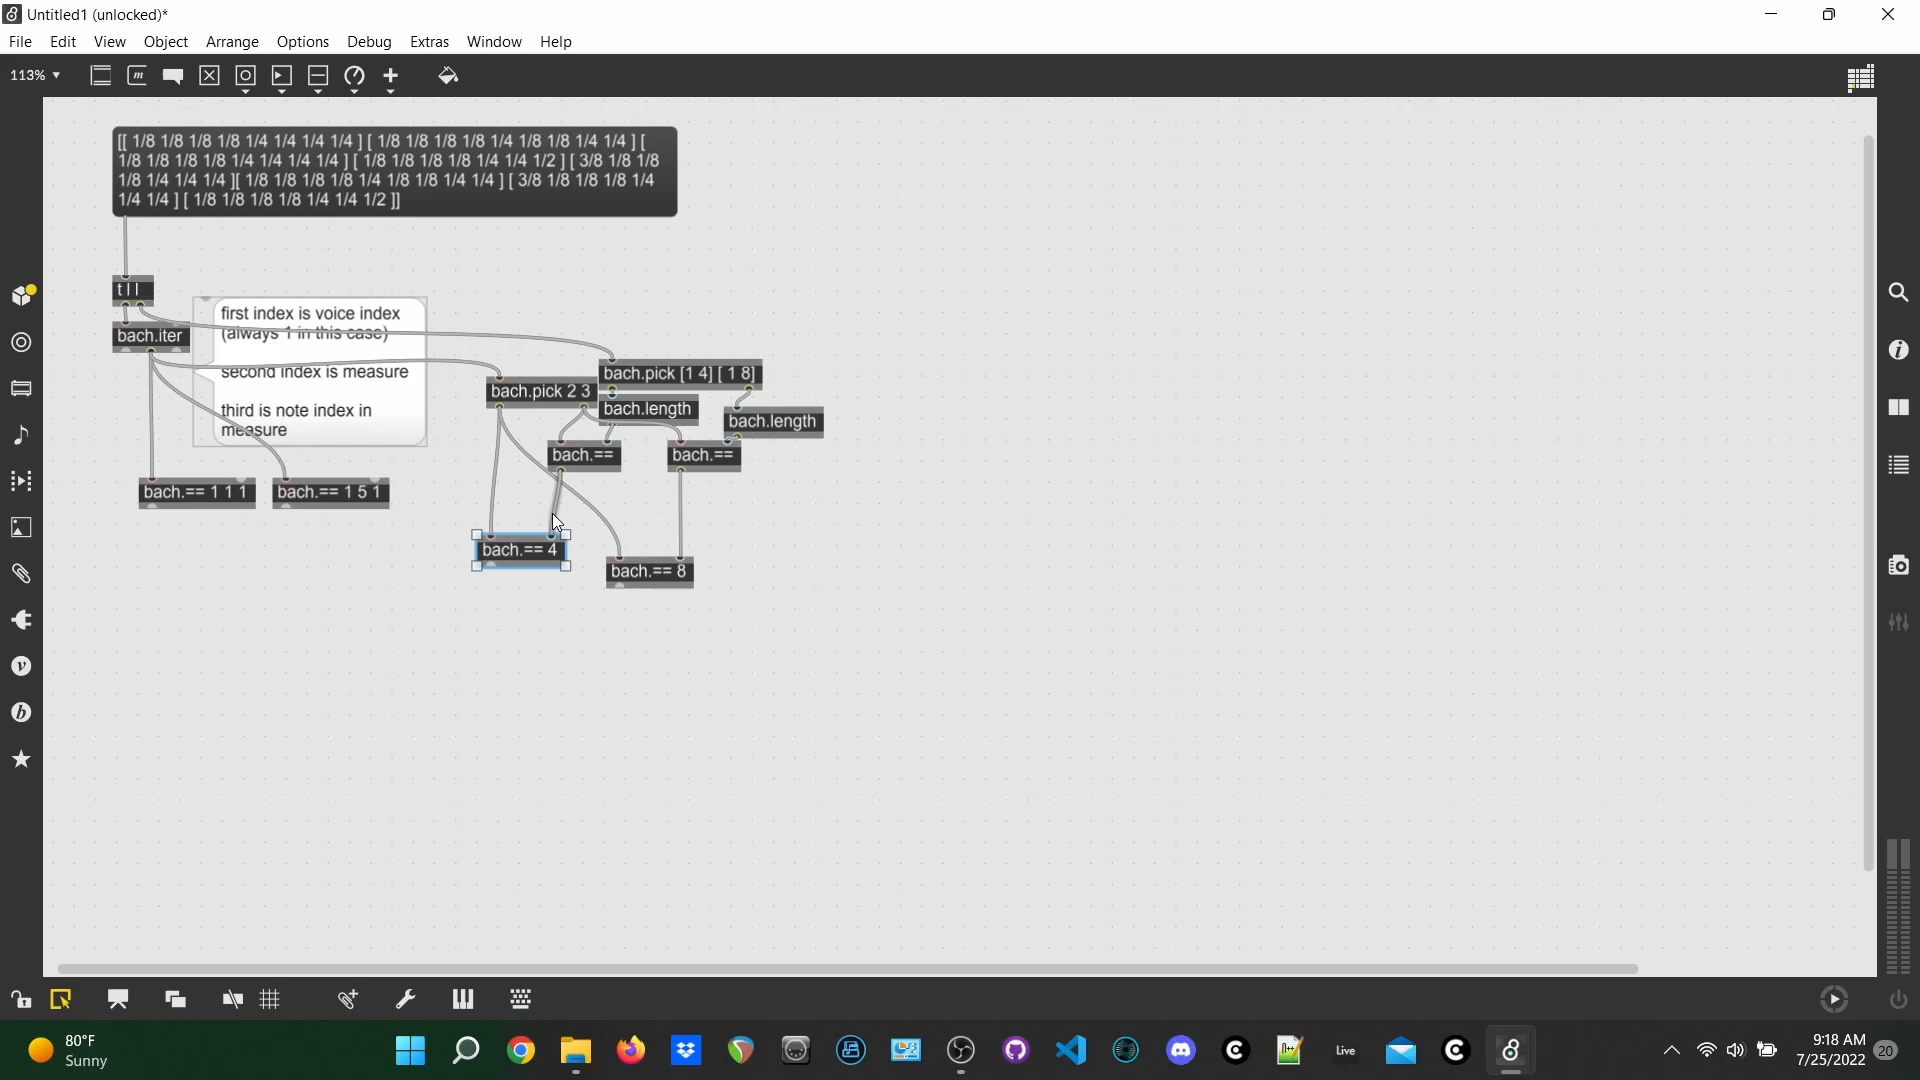 Untitled1 (unlocked)*
File Edit View Object Arrange Options Debug Extras Window Help
113%
[[ 1/8 1/8 1/8 1/8 1/4 1/4 1/4 1/4 ] [ 1/8 1/8 1/8 1/8 1/4 1/8 1/8 1/4 1/4 ] [
1/8 1/8 1/8 1/8 1/4 1/4 1/4 1/4 ] [ 1/8 1/8 1/8 1/8 1/4 1/4 1/2 ] [ 3/8 1/8 1/8
1/8 1/4 1/4 1/4 ][ 1/8 1/8 1/8 1/8 1/4 1/8 1/8 1/4 1/4 ] [ 3/8 1/8 1/8 1/8 1/4
1/4 1/4 ] [ 1/8 1/8 1/8 1/8 1/4 1/4 1/2 ]]
t l l
bach.iter
first index is voice index
(always 1 in this case)
second index is measure
third is note index in
measure
bach.pick [1 4] [ 1 8]
bach.pick 2 3
bach.length
bach.length
bach.==
bach.==
bach.== 1 1 1
bach.== 1 5 1
bach.== 4
bach.== 8
80°F
Sunny
Live
9:18 AM
7/25/2022
20